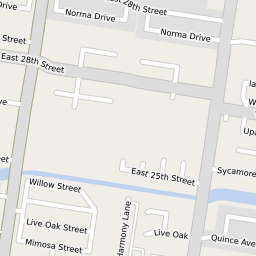 28th Street
Norma Drive
Norma Drive
East 28th Street
Street
Sycamore
East 25th Street
Willow Street
Harmony Lane
Live Oak Street
Live Oak
Quince Ave
Mimosa Street